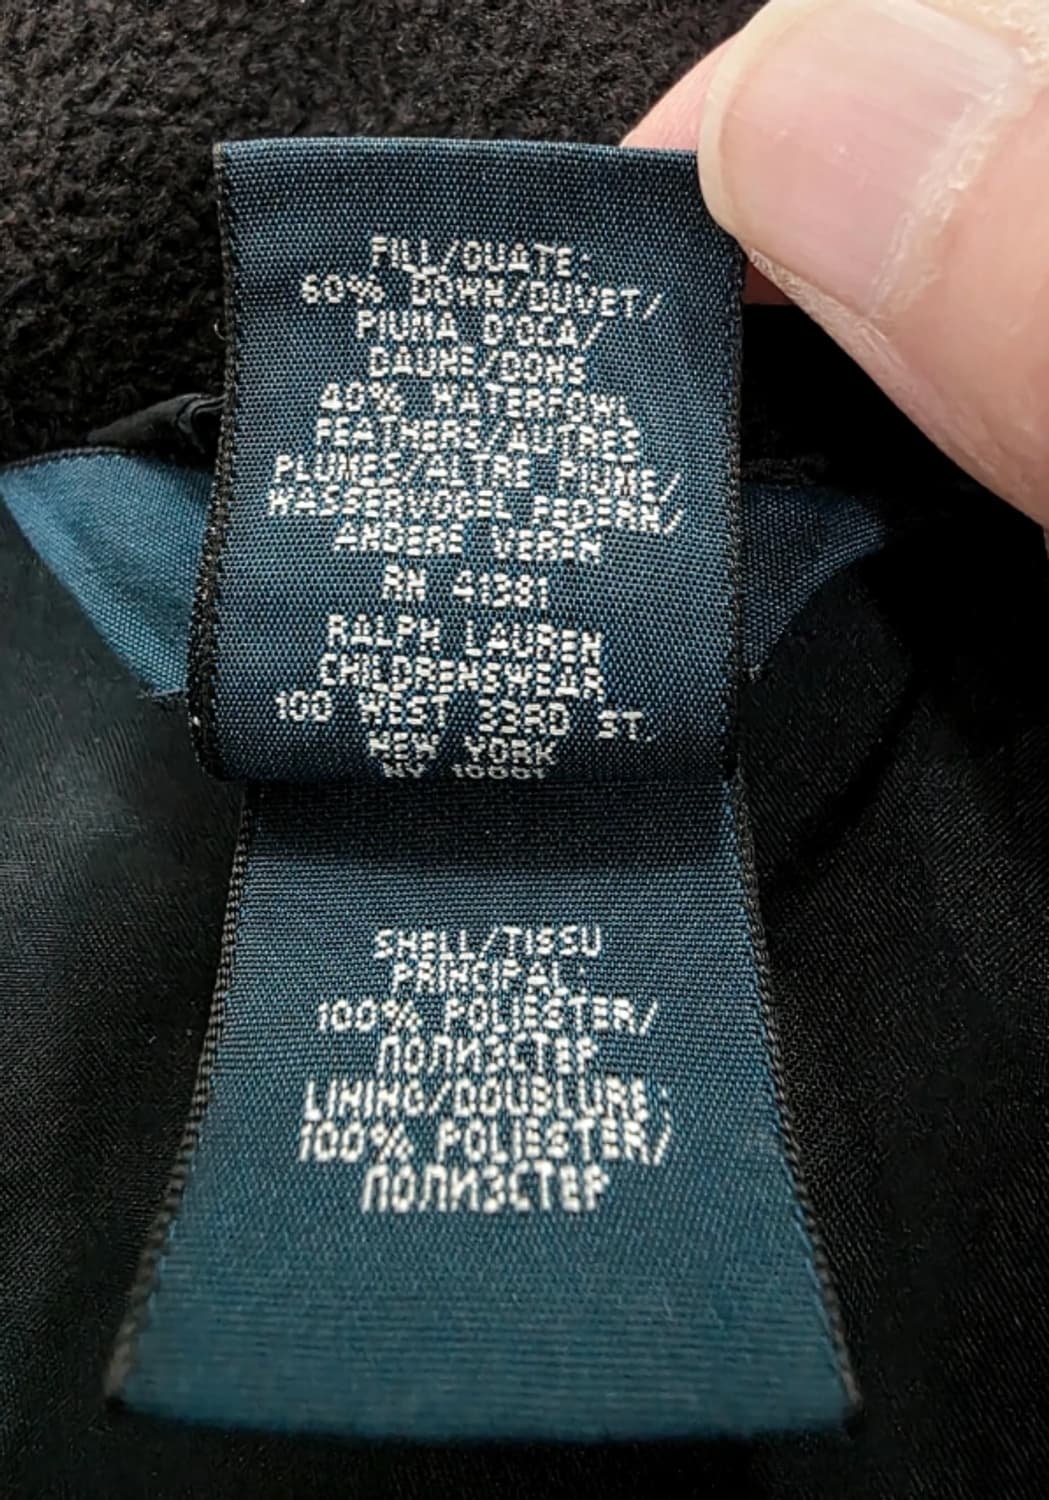 FILL/OUATE:
60% DOWN/DUVET/
PIUMA D'OCA/
DAUNE/DONS
40% WATERFOWL
FEATHERS/AUTRES
PLUMES/ALTRE PIUME/
WASSERVOGEL FEDERN/
ANDERE VEREN
RN 41381
RALPH LAUREN
CHILDRENSWEAR
100 WEST 33RD ST.
NEW YORK
NY 10001
SHELL/TISSU
PRINCIPAL:
100% POLIESTER/
ПОЛИЭСТЕР
LINING/DOUBLURE:
100% POLIESTER/
ПОЛИЭСТЕР